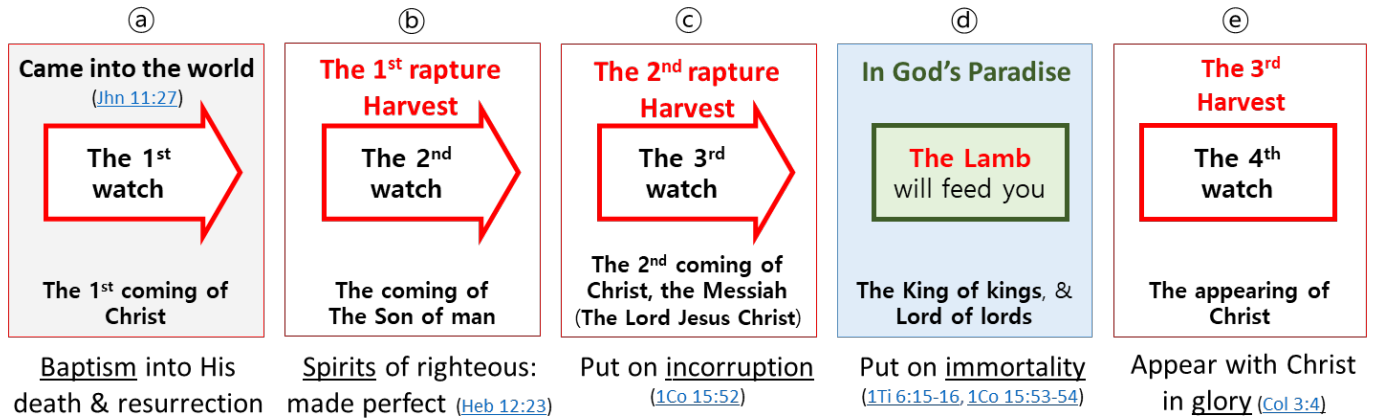 ⓐ
Came into the world
(Jhn 11:27)
The 1st
watch
The 1st coming of
Christ
Baptism into His
death & resurrection
ⓑ
The 1st rapture
Harvest
The 2nd
watch
The coming of
The Son of man
Spirits of righteous:
made perfect (Heb 12:23)
ⓒ
The 2nd rapture
Harvest
The 3rd
watch
The 2nd coming of
Christ, the Messiah
(The Lord Jesus Christ)
Put on incorruption
(1Co 15:52)
ⓓ
In God's Paradise
The Lamb
will feed you
The King of kings, &
Lord of lords
Put on immortality
(1Ti 6:15-16, 1Co 15:53-54)
ⓔ
The 3rd
Harvest
The 4th
watch
The appearing of
Christ
Appear with Christ
in glory (Col 3:4)